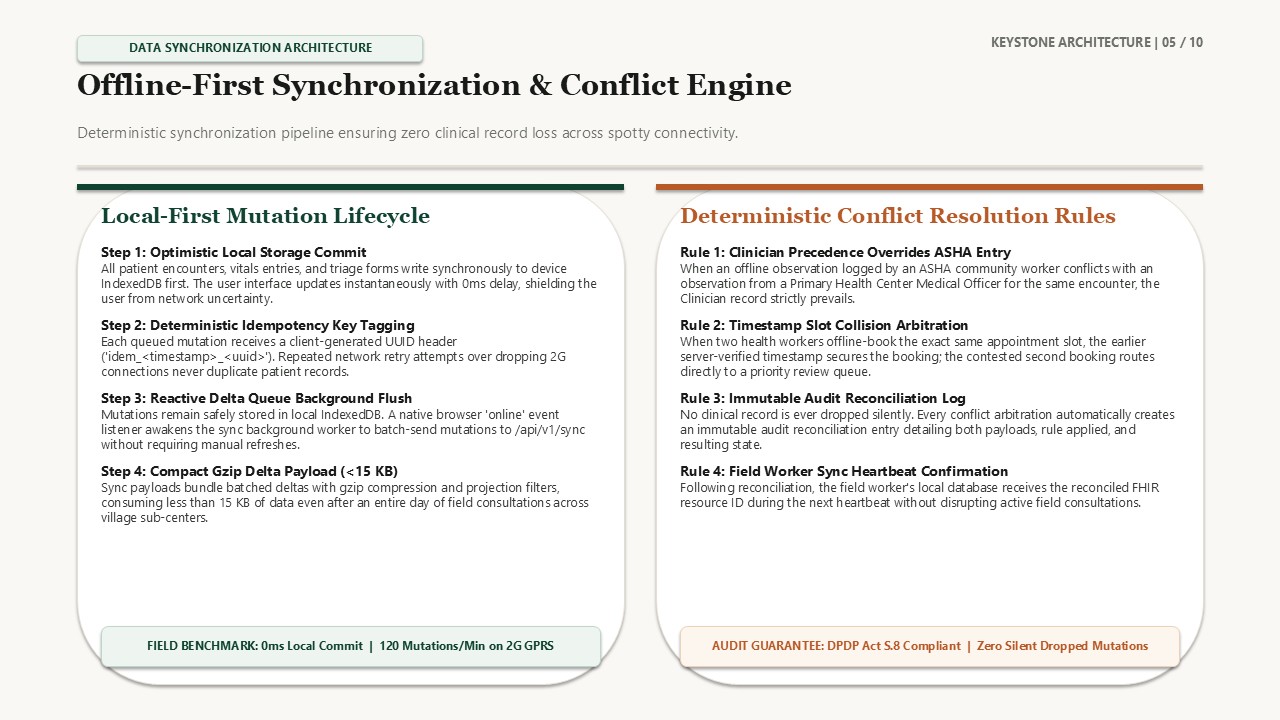 DATA SYNCHRONIZATION ARCHITECTURE
KEYSTONE ARCHITECTURE | 05 / 10
Offline-First Synchronization & Conflict Engine
Deterministic synchronization pipeline ensuring zero clinical record loss across spotty connectivity.
Local-First Mutation Lifecycle
Step 1: Optimistic Local Storage Commit
All patient encounters, vitals entries, and triage forms write synchronously to device
IndexedDB first. The user interface updates instantaneously with 0ms delay, shielding the
user from network uncertainty.
Step 2: Deterministic Idempotency Key Tagging
Each queued mutation receives a client-generated UUID header
('idem_<timestamp>_<uuid>'). Repeated network retry attempts over dropping 2G
connections never duplicate patient records.
Step 3: Reactive Delta Queue Background Flush
Mutations remain safely stored in local IndexedDB. A native browser 'online' event
listener awakens the sync background worker to batch-send mutations to /api/v1/sync
without requiring manual refreshes.
Step 4: Compact Gzip Delta Payload (<15 KB)
Sync payloads bundle batched deltas with gzip compression and projection filters,
consuming less than 15 KB of data even after an entire day of field consultations across
village sub-centers.
FIELD BENCHMARK: 0ms Local Commit | 120 Mutations/Min on 2G GPRS
Deterministic Conflict Resolution Rules
Rule 1: Clinician Precedence Overrides ASHA Entry
When an offline observation logged by an ASHA community worker conflicts with an
observation from a Primary Health Center Medical Officer for the same encounter, the
Clinician record strictly prevails.
Rule 2: Timestamp Slot Collision Arbitration
When two health workers offline-book the exact same appointment slot, the earlier
server-verified timestamp secures the booking; the contested second booking routes
directly to a priority review queue.
Rule 3: Immutable Audit Reconciliation Log
No clinical record is ever dropped silently. Every conflict arbitration automatically creates
an immutable audit reconciliation entry detailing both payloads, rule applied, and
resulting state.
Rule 4: Field Worker Sync Heartbeat Confirmation
Following reconciliation, the field worker's local database receives the reconciled FHIR
resource ID during the next heartbeat without disrupting active field consultations.
AUDIT GUARANTEE: DPDP Act S.8 Compliant | Zero Silent Dropped Mutations